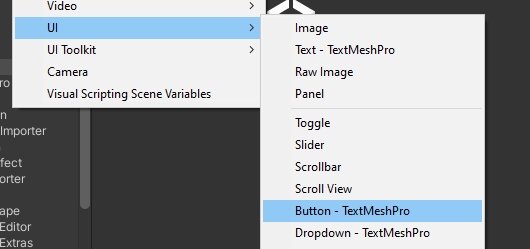 Video
UI
UI Toolkit
Camera
Visual Scripting Scene Variables
Image
Text - TextMeshPro
Raw Image
Panel
Toggle
Slider
Scrollbar
Scroll View
Button - TextMeshPro
Dropdown - TextMeshPro
ro
n
Importer
fect
orter
ape
Editor
Extras